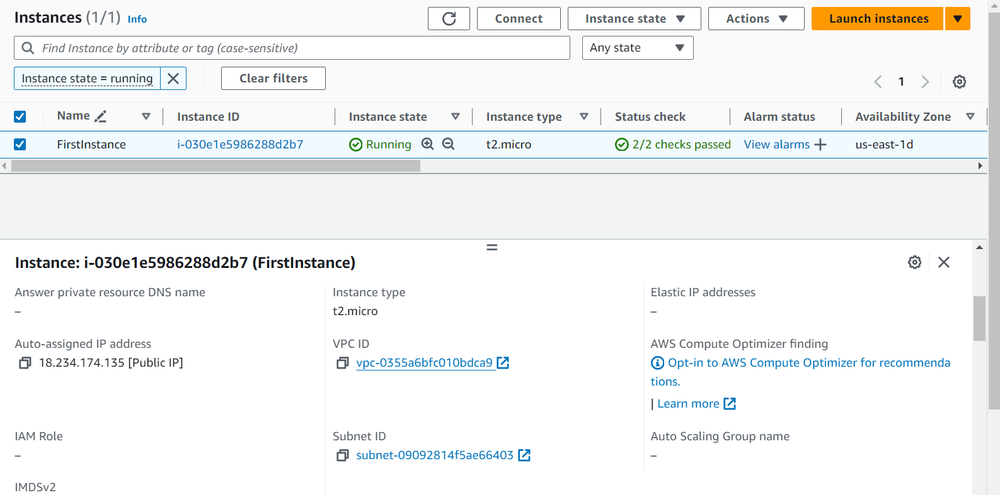 Instances (1/1) Info
Connect
Instance state
Actions
Launch instances
Find Instance by attribute or tag (case-sensitive)
Any state
Instance state = running
Clear filters
1
Name
Instance ID
Instance state
Instance type
Status check
Alarm status
Availability Zone
FirstInstance
i-030e1e5986288d2b7
Running
t2.micro
2/2 checks passed
View alarms
us-east-1d
Instance: i-030e1e5986288d2b7 (FirstInstance)
Answer private resource DNS name
–
Instance type
t2.micro
Elastic IP addresses
–
Auto-assigned IP address
18.234.174.135 [Public IP]
VPC ID
vpc-0355a6bfc010bdca9
AWS Compute Optimizer finding
Opt-in to AWS Compute Optimizer for recommenda
tions.
| Learn more
IAM Role
–
Subnet ID
subnet-09092814f5ae66403
Auto Scaling Group name
–
IMDSv2